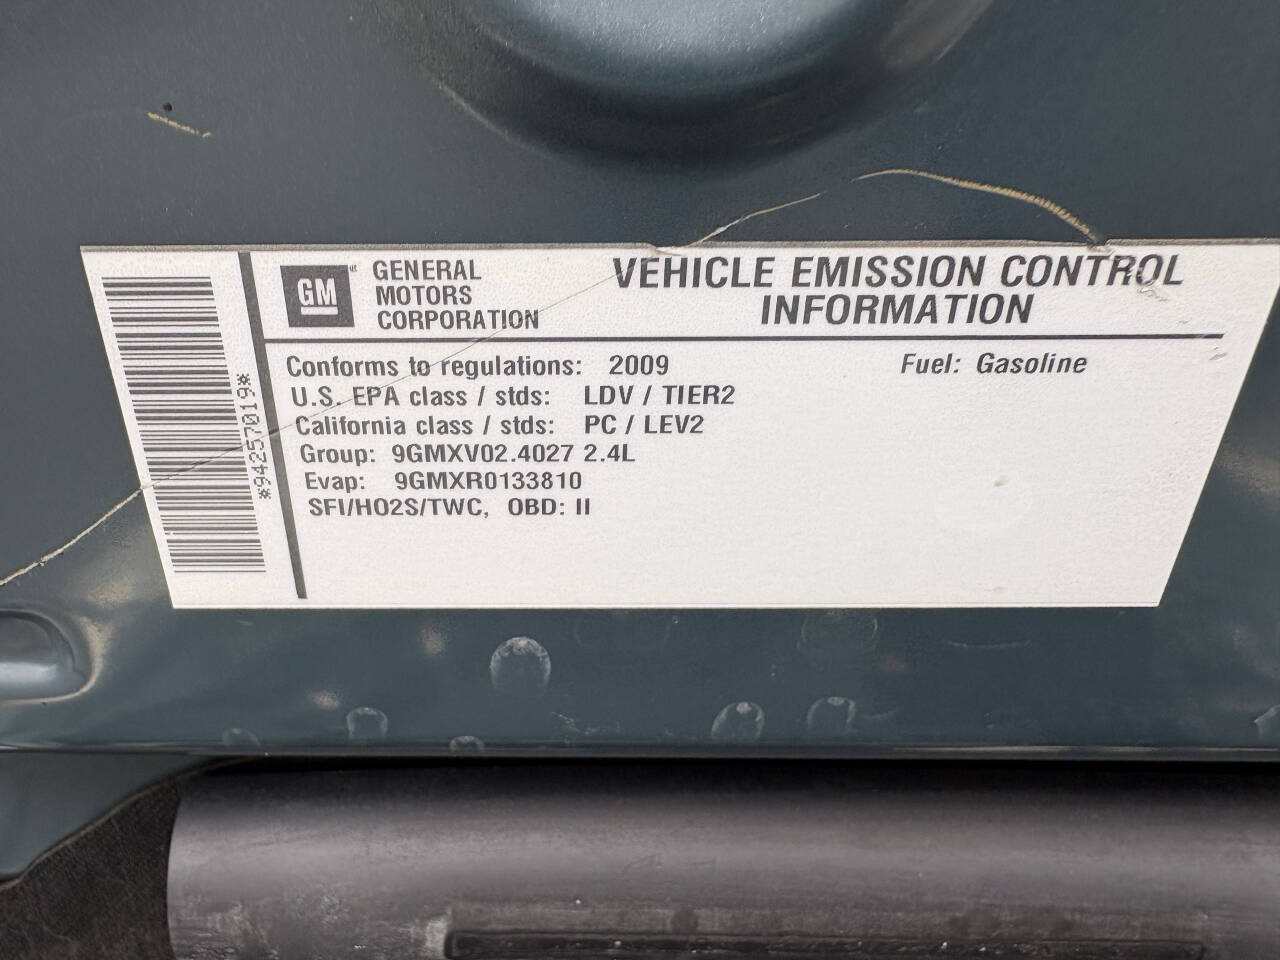 *94257019*
GM
GENERAL
MOTORS
CORPORATION
VEHICLE EMISSION CONTROL
INFORMATION
Conforms to regulations: 2009
Fuel: Gasoline
U.S. EPA class / stds: LDV / TIER2
California class / stds: PC / LEV2
Group: 9GMXV02.4027 2.4L
Evap: 9GMXR0133810
SFI/HO2S/TWC, OBD: II